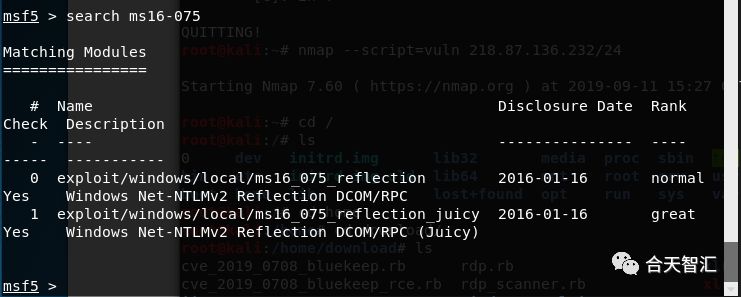 msf5 > search ms16-075
QUITTING!
Matching Modules
================
root@kali:~# nmap --script=vuln 218.87.136.232/24
Starting Nmap 7.60 ( https://nmap.org ) at 2019-09-11 15:27
# Name Disclosure Date Rank
Check Description
- ---- --------------- ----
----- -----------
root@kali:~# cd /
root@kali:/# ls
0 dev initrd.img lib32 media proc sbin
0 exploit/windows/local/ms16_075_reflection 2016-01-16 normal
Yes Windows Net-NTLMv2 Reflection DCOM/RPC
lost+found opt run sys
1 exploit/windows/local/ms16_075_reflection_juicy 2016-01-16 great
Yes Windows Net-NTLMv2 Reflection DCOM/RPC (Juicy)
root@kali:/home/download# ls
cve_2019_0708_bluekeep.rb rdp.rb
cve_2019_0708_bluekeep_rce.rb rdp_scanner.rb
msf5 >
合天智汇